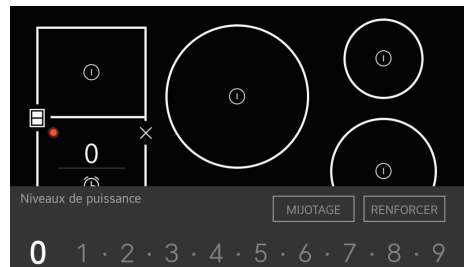 0
Niveaux de puissance
MIJOTAGE RENFORCER
0 1 · 2 · 3 · 4 · 5 · 6 · 7 · 8 · 9